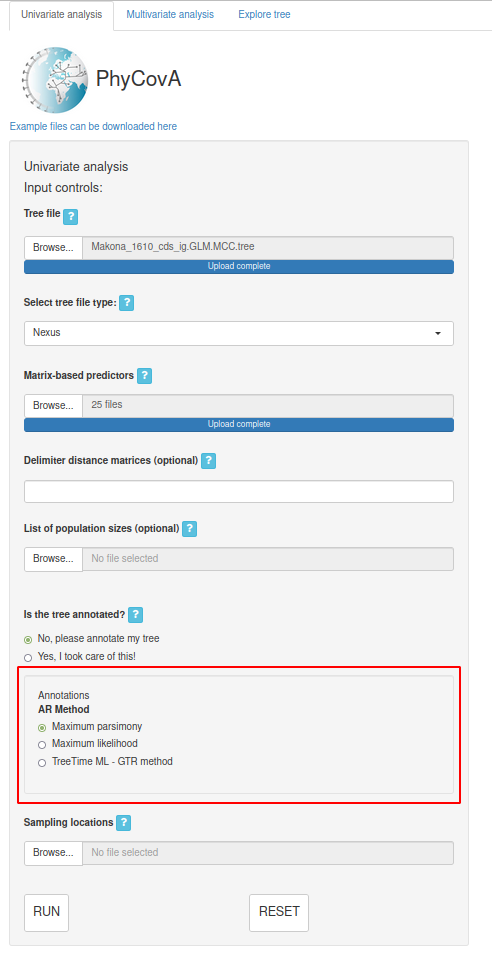 Univariate analysis Multivariate analysis Explore tree
PhyCovA
Example files can be downloaded here
Univariate analysis
Input controls:
Tree file ?
Browse... Makona_1610_cds_ig.GLM.MCC.tree
Upload complete
Select tree file type: ?
Nexus
Matrix-based predictors ?
Browse... 25 files
Upload complete
Delimiter distance matrices (optional) ?
List of population sizes (optional) ?
Browse... No file selected
Is the tree annotated? ?
No, please annotate my tree
Yes, I took care of this!
Annotations
AR Method
Maximum parsimony
Maximum likelihood
TreeTime ML - GTR method
Sampling locations ?
Browse... No file selected
RUN RESET